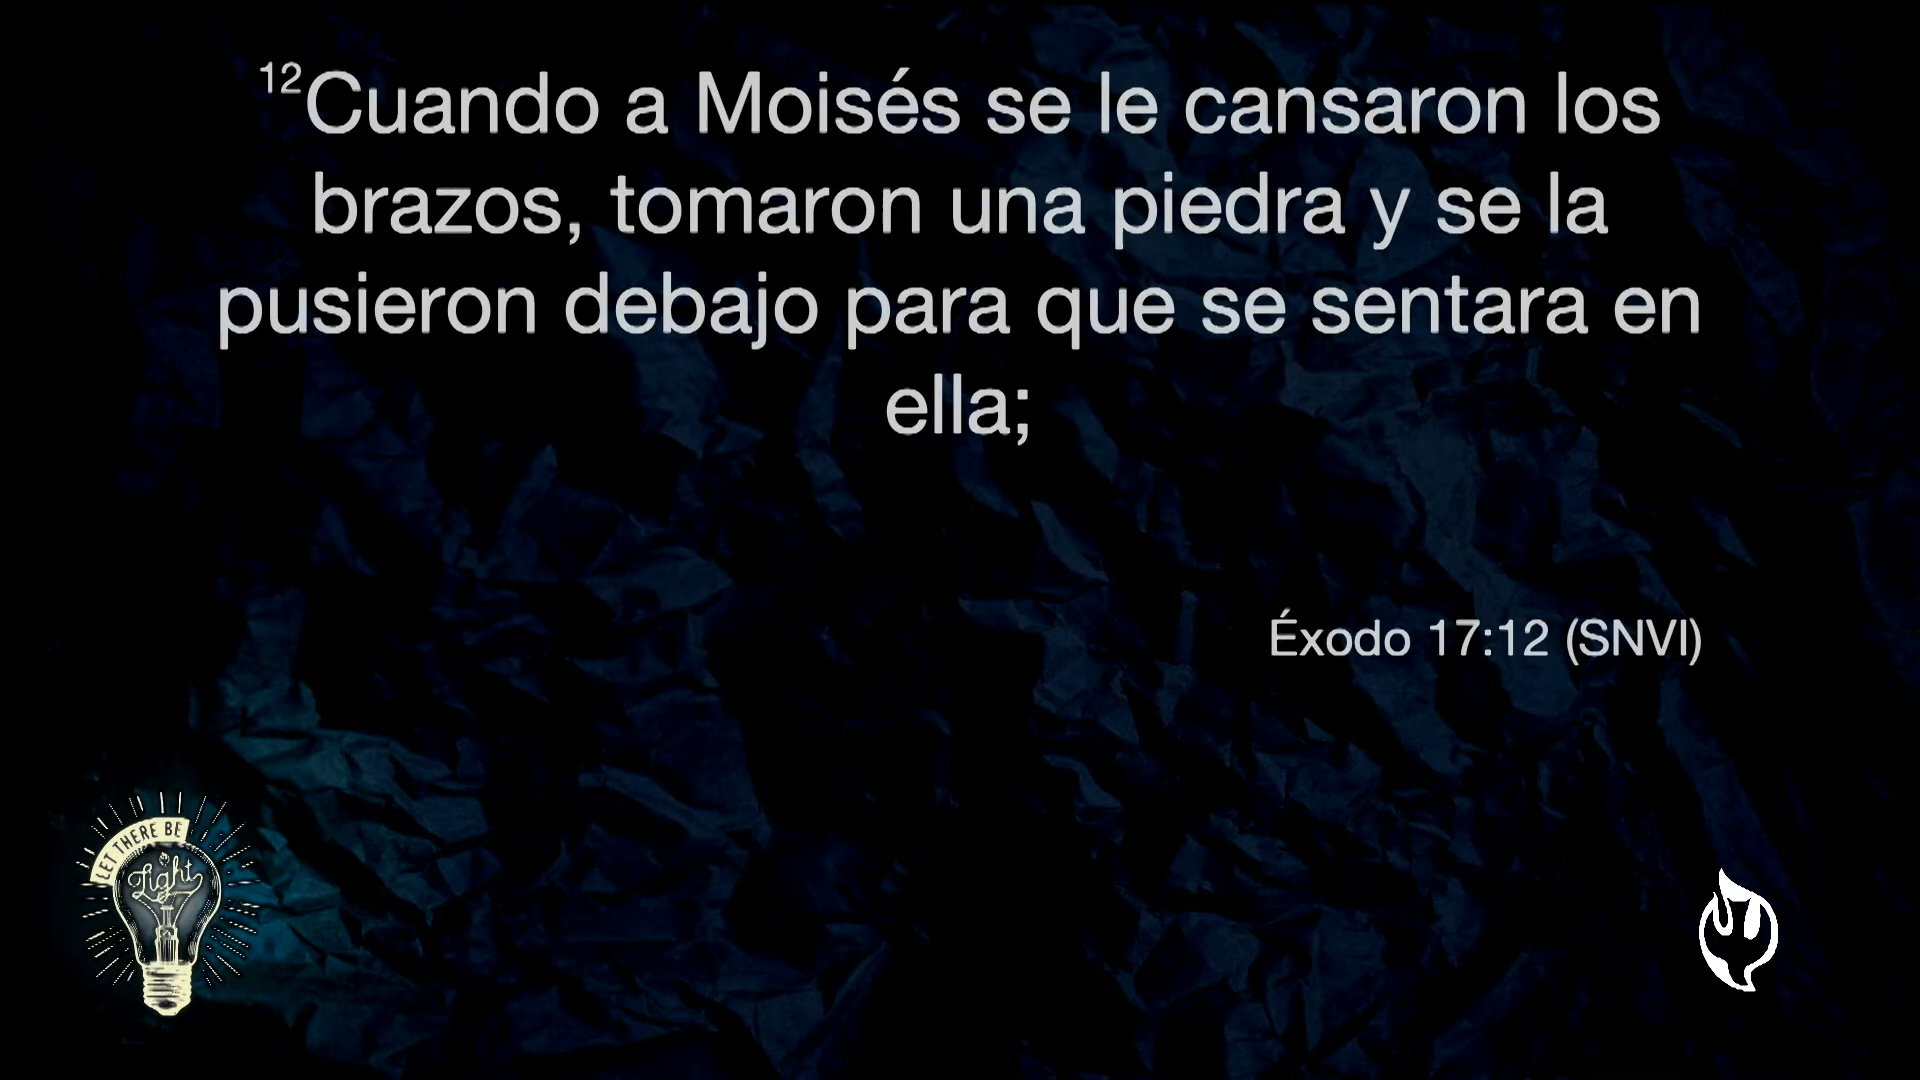 12Cuando a Moisés se le cansaron los
brazos, tomaron una piedra y se la
pusieron debajo para que se sentara en
ella;
Éxodo 17:12 (SNVI)
LET THERE BE
Light